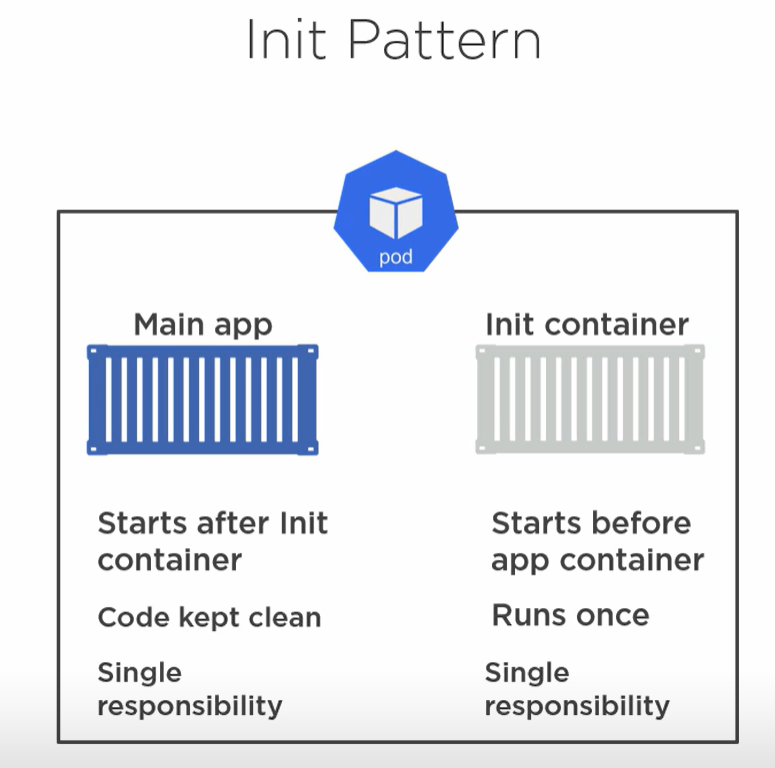 Init Pattern
pod
Main app
Starts after Init
container
Code kept clean
Single
responsibility
Init container
Starts before
app container
Runs once
Single
responsibility